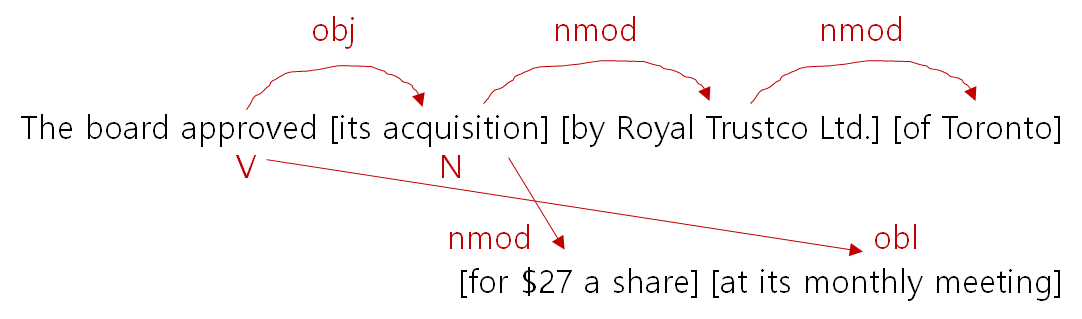 obj nmod nmod
The board approved [its acquisition] [by Royal Trustco Ltd.] [of Toronto]
V N
nmod obl
[for $27 a share] [at its monthly meeting]